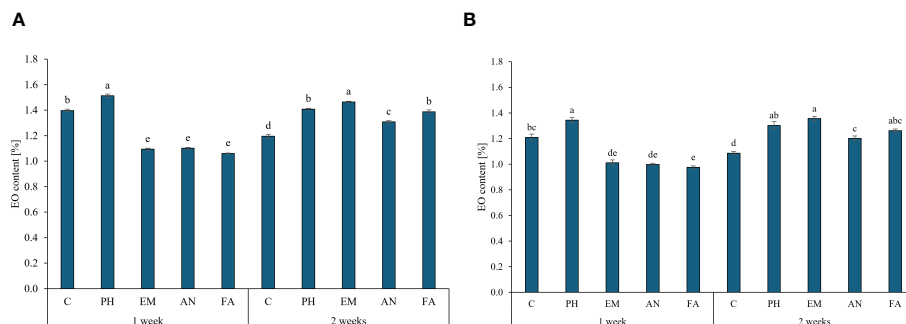 A
1.8
1.6
1.4
1.2
1.0
0.8
0.6
0.4
0.2
0.0
EO content [%]
b a e e e d b a c b
C PH EM AN FA C PH EM AN FA
1 week 2 weeks
B
1.8
1.6
1.4
1.2
1.0
0.8
0.6
0.4
0.2
0.0
EO content [%]
bc a de de e d ab a c abc
C PH EM AN FA C PH EM AN FA
1 week 2 weeks